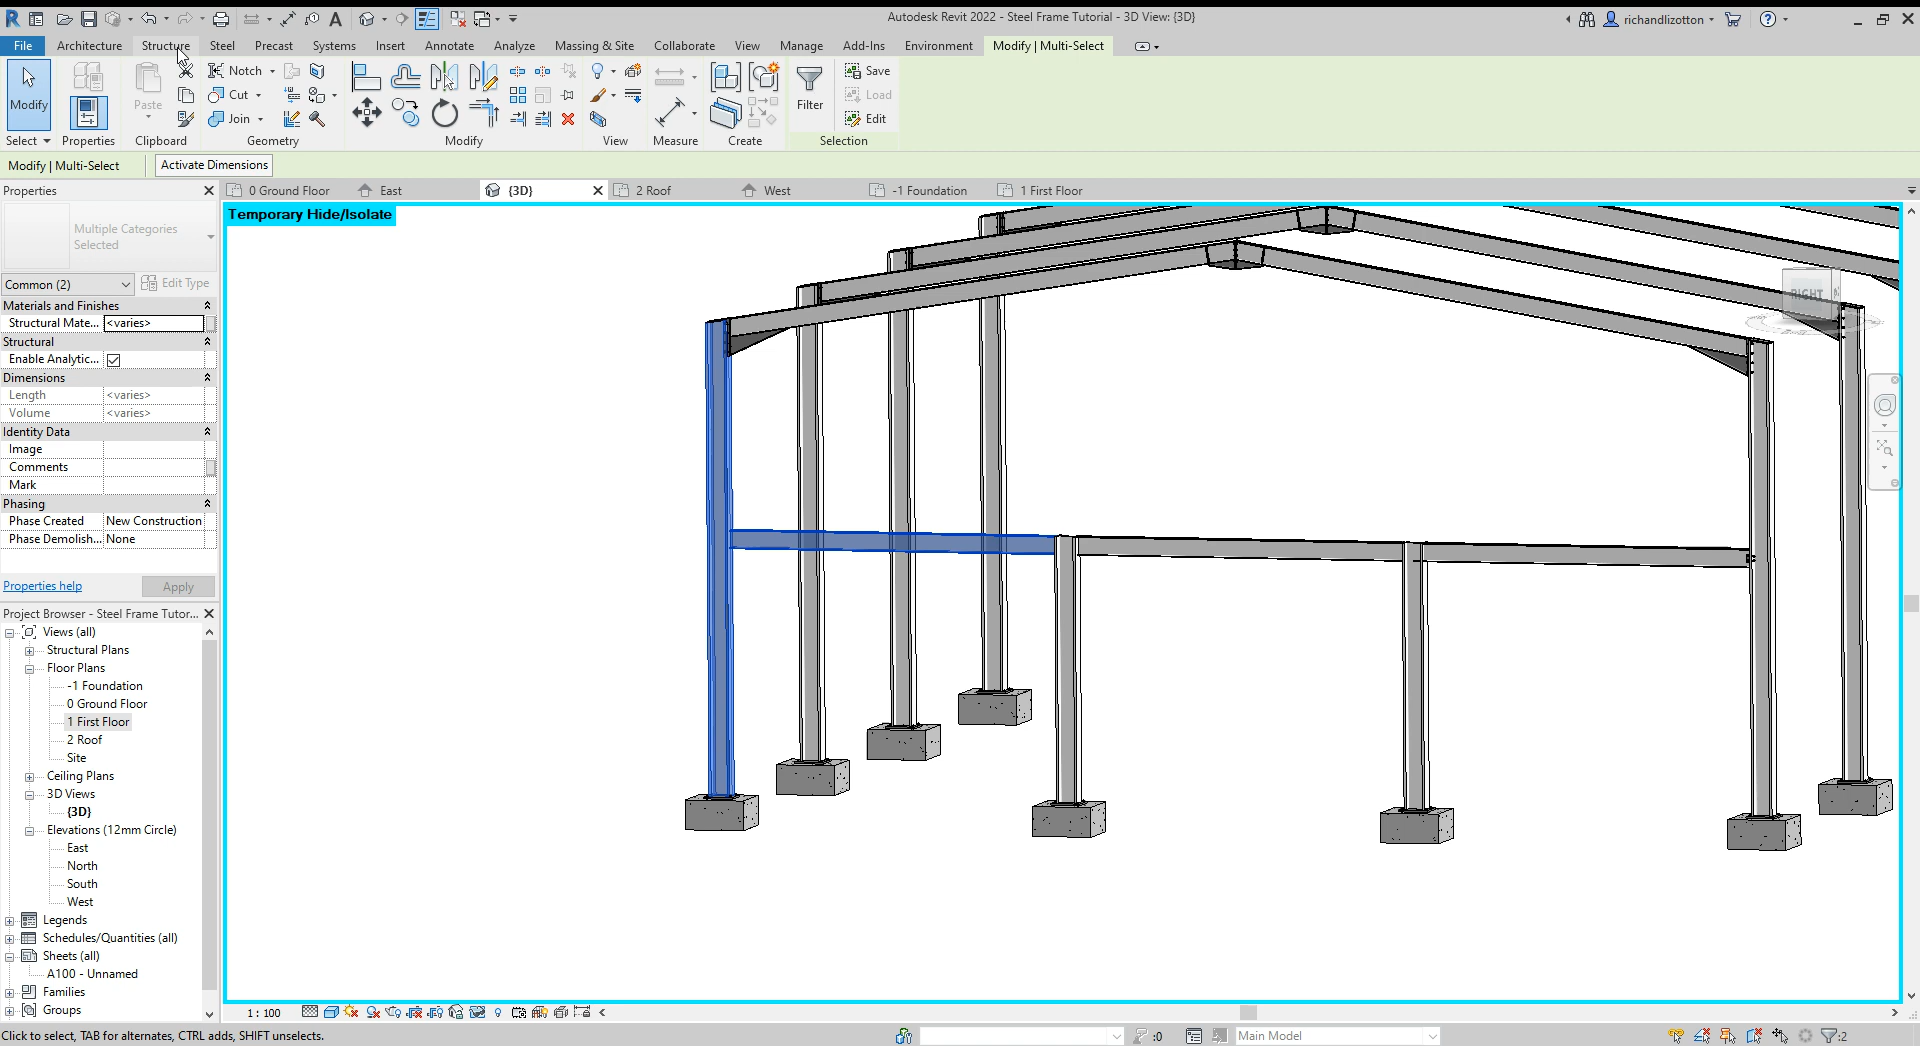 Autodesk Revit 2022 - Steel Frame Tutorial - 3D View: {3D}
richandlizotton
File Architecture Structure Steel Precast Systems Insert Annotate Analyze Massing & Site Collaborate View Manage Add-Ins Environment Modify | Multi-Select
Modify
Paste
Notch
Cut
Join
Filter
Save
Load
Edit
Select Properties Clipboard Geometry Modify View Measure Create Selection
Modify | Multi-Select Activate Dimensions
Properties
0 Ground Floor East {3D} 2 Roof West -1 Foundation 1 First Floor
Temporary Hide/Isolate
Multiple Categories
Selected
Common (2) Edit Type
Materials and Finishes
Structural Mate... <varies>
Structural
Enable Analytic...
Dimensions
Length <varies>
Volume <varies>
Identity Data
Image
Comments
Mark
Phasing
Phase Created New Construction
Phase Demolish... None
Properties help Apply
RIGHT
Project Browser - Steel Frame Tutor...
Views (all)
Structural Plans
Floor Plans
-1 Foundation
0 Ground Floor
1 First Floor
2 Roof
Site
Ceiling Plans
3D Views
{3D}
Elevations (12mm Circle)
East
North
South
West
Legends
Schedules/Quantities (all)
Sheets (all)
A100 - Unnamed
Families
Groups
1 : 100
Click to select, TAB for alternates, CTRL adds, SHIFT unselects.
:0
Main Model
:2